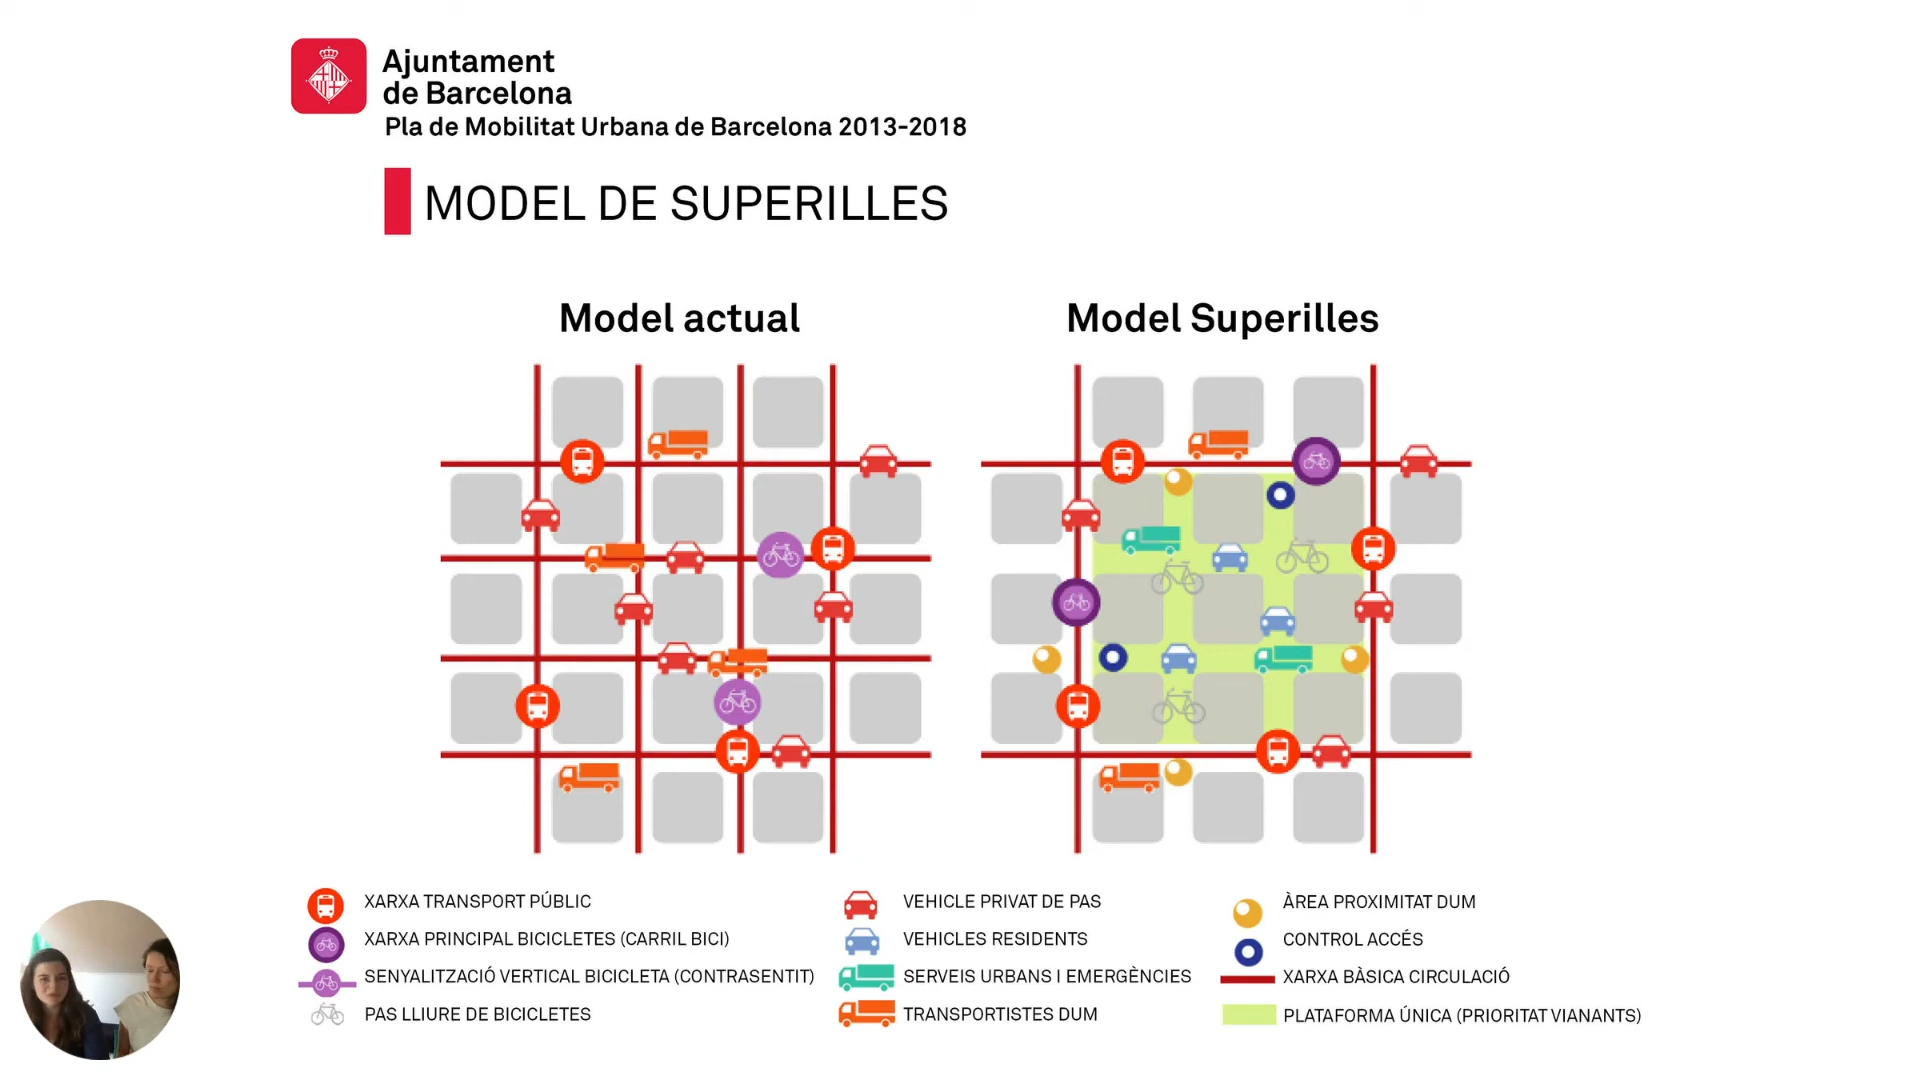 Ajuntament
de Barcelona
Pla de Mobilitat Urbana de Barcelona 2013-2018
MODEL DE SUPERILLES
Model actual
Model Superilles
XARXA TRANSPORT PÚBLIC
XARXA PRINCIPAL BICICLETES (CARRIL BICI)
SENYALITZACIÓ VERTICAL BICICLETA (CONTRASENTIT)
PAS LLIURE DE BICICLETES
VEHICLE PRIVAT DE PAS
VEHICLES RESIDENTS
SERVEIS URBANS I EMERGÈNCIES
TRANSPORTISTES DUM
ÀREA PROXIMITAT DUM
CONTROL ACCÉS
XARXA BÀSICA CIRCULACIÓ
PLATAFORMA ÚNICA (PRIORITAT VIANANTS)